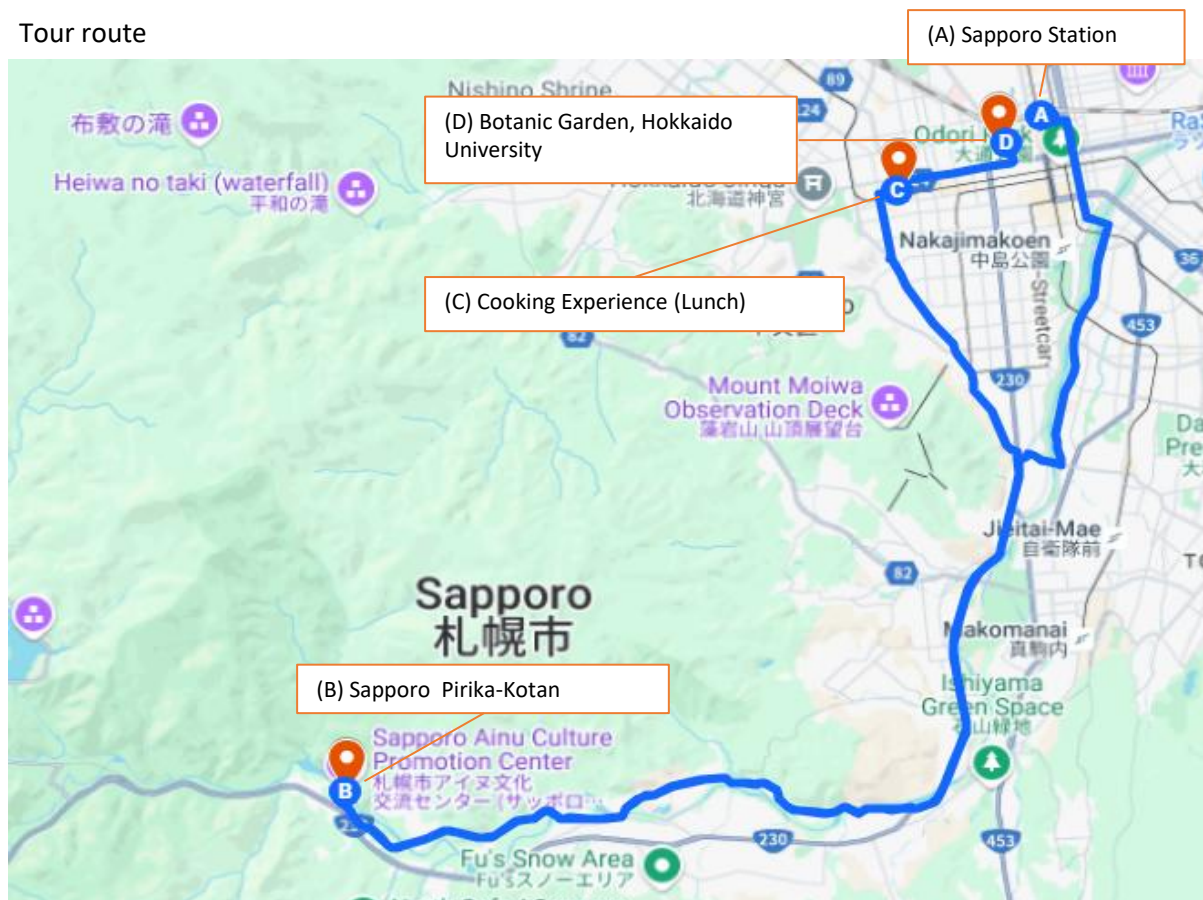 Tour route
(A) Sapporo Station
89
Nishino Shrine
布敷の滝
124
(D) Botanic Garden, Hokkaido
University
A
Odori
D
大通
Heiwa no taki (waterfall)
平和の滝
北海道神宮
C
Nakajimakoen
中島公園
36
(C) Cooking Experience (Lunch)
Streetcar
453
82
230
Mount Moiwa
Observation Deck
藻岩山 山頂展望台
Jieitai-Mae
自衛隊前
82
Sapporo
札幌市
Makomanai
真駒内
(B) Sapporo Pirika-Kotan
Ishiyama
Green Space
石山緑地
Sapporo Ainu Culture
Promotion Center
札幌市アイヌ文化
交流センター (サッポロ…
B
230
453
Fu's Snow Area
Fu'sスノーエリア